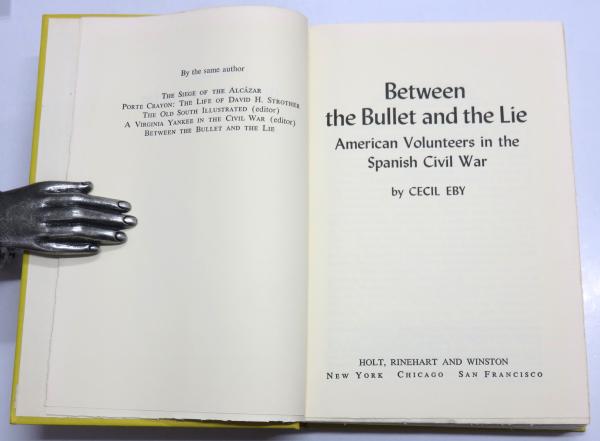 By the same author
THE SIEGE OF THE ALCÁZAR
PORTE CRAYON: THE LIFE OF DAVID H. STROTHER
THE OLD SOUTH ILLUSTRATED (editor)
A VIRGINIA YANKEE IN THE CIVIL WAR (editor)
BETWEEN THE BULLET AND THE LIE
Between
the Bullet and the Lie
American Volunteers in the
Spanish Civil War
by CECIL EBY
HOLT, RINEHART AND WINSTON
NEW YORK CHICAGO SAN FRANCISCO